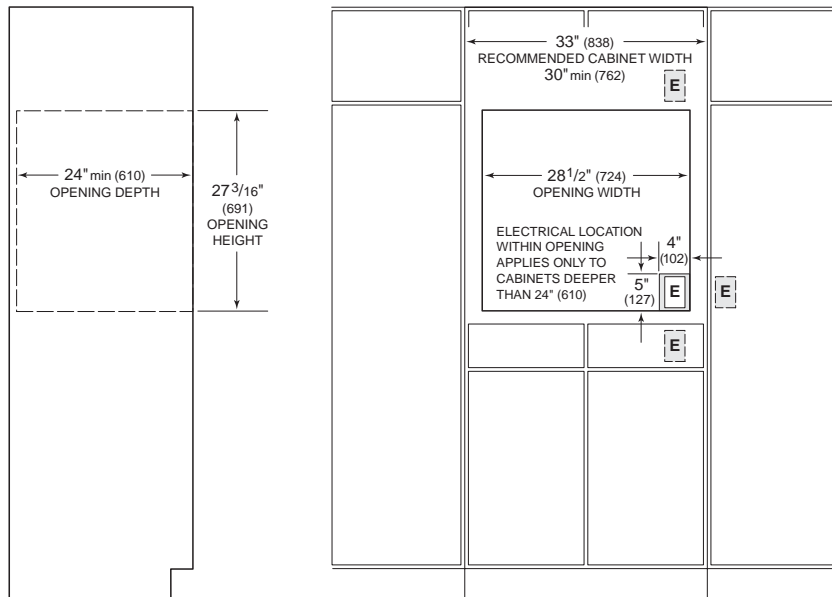 33" (838)
RECOMMENDED CABINET WIDTH
30" min (762)
E
24" min (610)
OPENING DEPTH
27 3/16"
(691)
OPENING
HEIGHT
28 1/2" (724)
OPENING WIDTH
ELECTRICAL LOCATION
WITHIN OPENING
APPLIES ONLY TO
CABINETS DEEPER
THAN 24" (610)
4"
(102)
5"
(127)
E
E
E